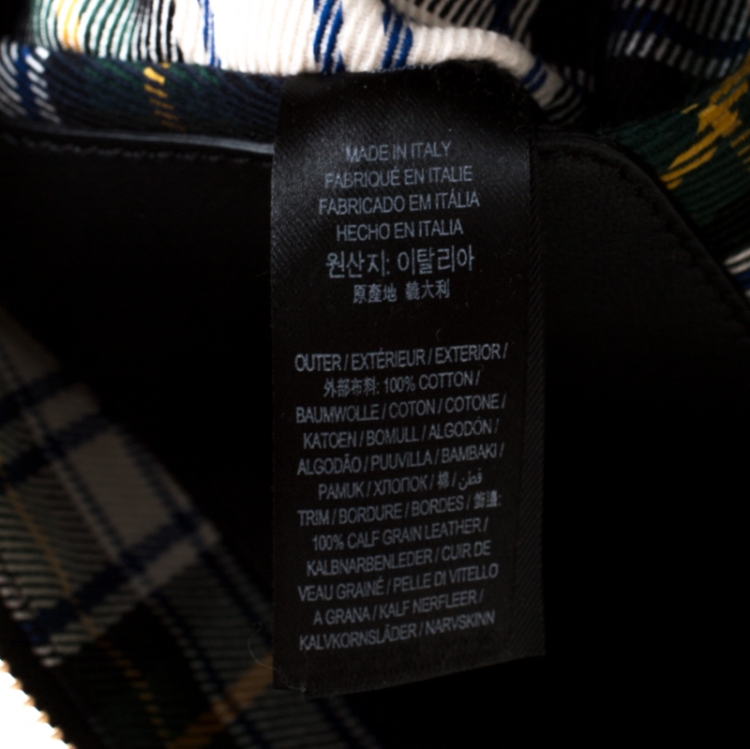 MADE IN ITALY
FABRIQUÉ EN ITALIE
FABRICADO EM ITÁLIA
HECHO EN ITALIA
원산지: 이탈리아
原產地 義大利
OUTER / EXTÉRIEUR / EXTERIOR /
外部布料: 100% COTTON /
BAUMWOLLE / COTON / COTONE /
KATOEN / BOMULL / ALGODÓN /
ALGODÃO / PUUVILLA / BAMBAKI /
PAMUK / ХЛОПОК / 棉 / قطن
TRIM / BORDURE / BORDES / 飾邊:
100% CALF GRAIN LEATHER /
KALBNARBENLEDER / CUIR DE
VEAU GRAINÉ / PELLE DI VITELLO
A GRANA / KALF NERFLEER /
KALVKORNSLÄDER / NARVSKINN